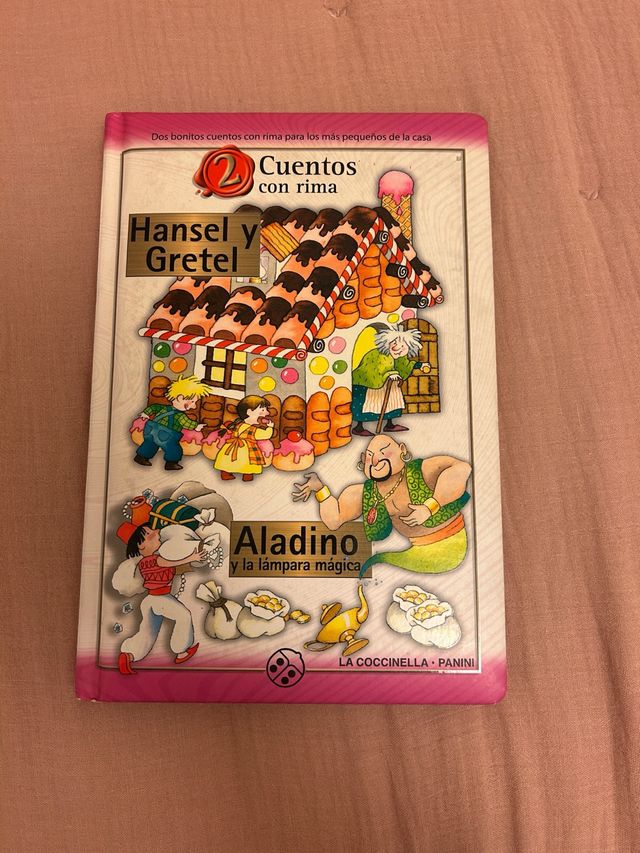 Dos bonitos cuentos con rima para los más pequeños de la casa
2 Cuentos
con rima
Hansel y
Gretel
Aladino
y la lámpara mágica
LA COCCINELLA · PANINI